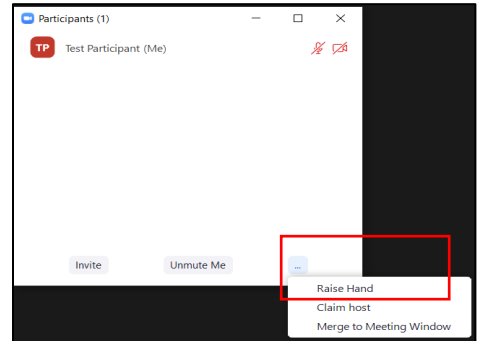 Participants (1)
TP Test Participant (Me)
Invite Unmute Me ...
Raise Hand
Claim host
Merge to Meeting Window